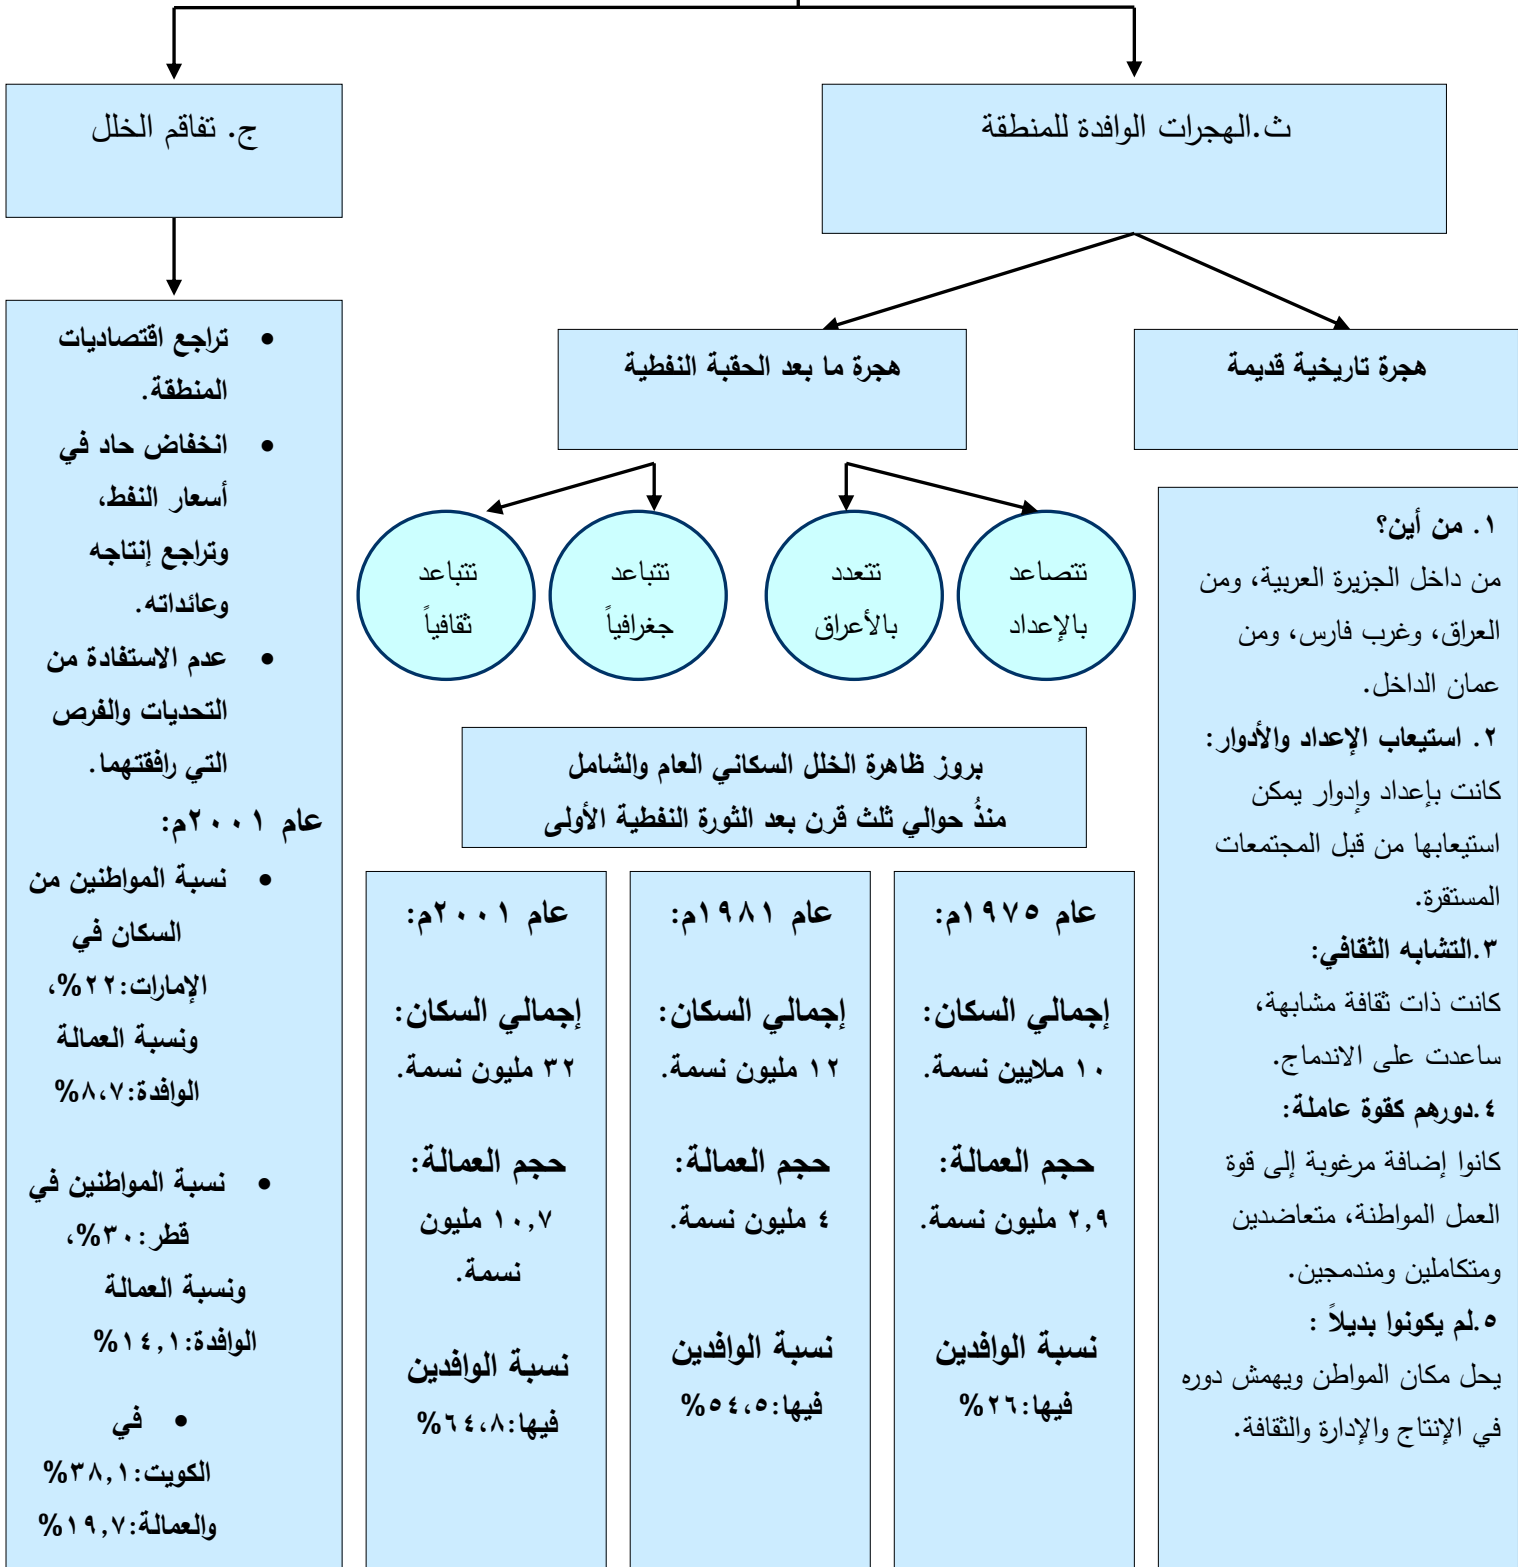 ث.الهجرات الوافدة للمنطقة
ج. تفاقم الخلل
هجرة تاريخية قديمة
هجرة ما بعد الحقبة النفطية
تتصاعد
بالإعداد
تتعدد
بالأعراق
تتباعد
جغرافياً
تتباعد
ثقافياً
١. من أين؟
من داخل الجزيرة العربية، ومن
العراق، وغرب فارس، ومن
عمان الداخل.
٢. استيعاب الإعداد والأدوار:
كانت بإعداد وإدوار يمكن
استيعابها من قبل المجتمعات
المستقرة.
٣.التشابه الثقافي:
كانت ذات ثقافة مشابهة،
ساعدت على الاندماج.
٤.دورهم كقوة عاملة:
كانوا إضافة مرغوبة إلى قوة
العمل المواطنة، متعاضدين
ومتكاملين ومندمجين.
٥.لم يكونوا بديلاً :
يحل مكان المواطن ويهمش دوره
في الإنتاج والإدارة والثقافة.
بروز ظاهرة الخلل السكاني العام والشامل
منذُ حوالي ثلث قرن بعد الثورة النفطية الأولى
عام ١٩٧٥م:
إجمالي السكان:
١٠ ملايين نسمة.
حجم العمالة:
٢,٩ مليون نسمة.
نسبة الوافدين
فيها:٢٦%
عام ١٩٨١م:
إجمالي السكان:
١٢ مليون نسمة.
حجم العمالة:
٤ مليون نسمة.
نسبة الوافدين
فيها:٥٤،٥%
عام ٢٠٠١م:
إجمالي السكان:
٣٢ مليون نسمة.
حجم العمالة:
١٠,٧ مليون
نسمة.
نسبة الوافدين
فيها:٦٤،٨%
• تراجع اقتصاديات
المنطقة.
• انخفاض حاد في
أسعار النفط،
وتراجع إنتاجه
وعائداته.
• عدم الاستفادة من
التحديات والفرص
التي رافقتهما.
عام ٢٠٠١م:
• نسبة المواطنين من
السكان في
الإمارات:٢٢%،
ونسبة العمالة
الوافدة:٨،٧%
• نسبة المواطنين في
قطر:٣٠%،
ونسبة العمالة
الوافدة:١٤,١%
• في
الكويت:٣٨,١%
والعمالة:١٩,٧%